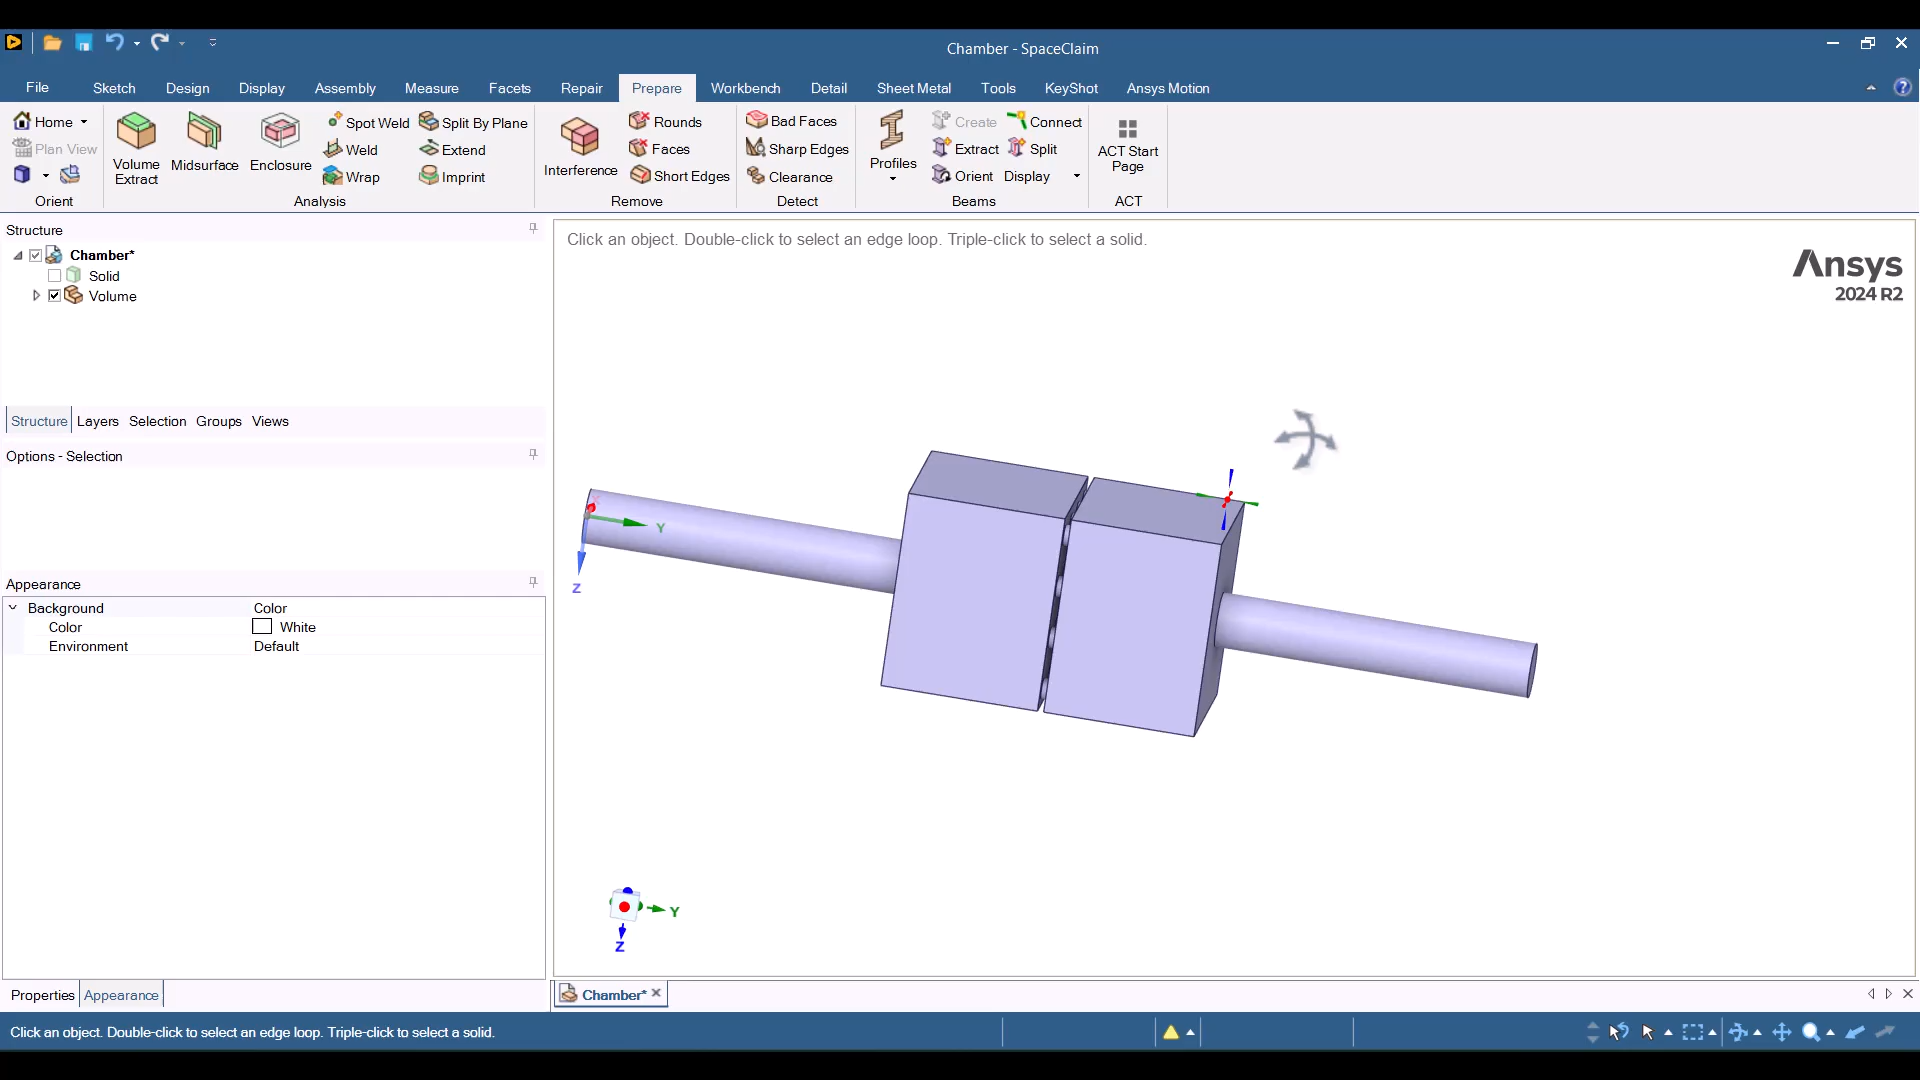 Chamber - SpaceClaim
File Sketch Design Display Assembly Measure Facets Repair Prepare Workbench Detail Sheet Metal Tools KeyShot Ansys Motion
Home
Plan View
Orient
Volume Extract
Midsurface
Enclosure
Spot Weld
Weld
Wrap
Split By Plane
Extend
Imprint
Analysis
Interference
Rounds
Faces
Short Edges
Remove
Bad Faces
Sharp Edges
Clearance
Detect
Profiles
Create
Extract
Orient
Connect
Split
Display
Beams
ACT Start
Page
ACT
Structure
Chamber*
Solid
Volume
Structure Layers Selection Groups Views
Options - Selection
Appearance
Background Color
Color White
Environment Default
Properties Appearance
Click an object. Double-click to select an edge loop. Triple-click to select a solid.
Ansys
2024 R2
X
Y
Z
Y
Z
Chamber*
Click an object. Double-click to select an edge loop. Triple-click to select a solid.